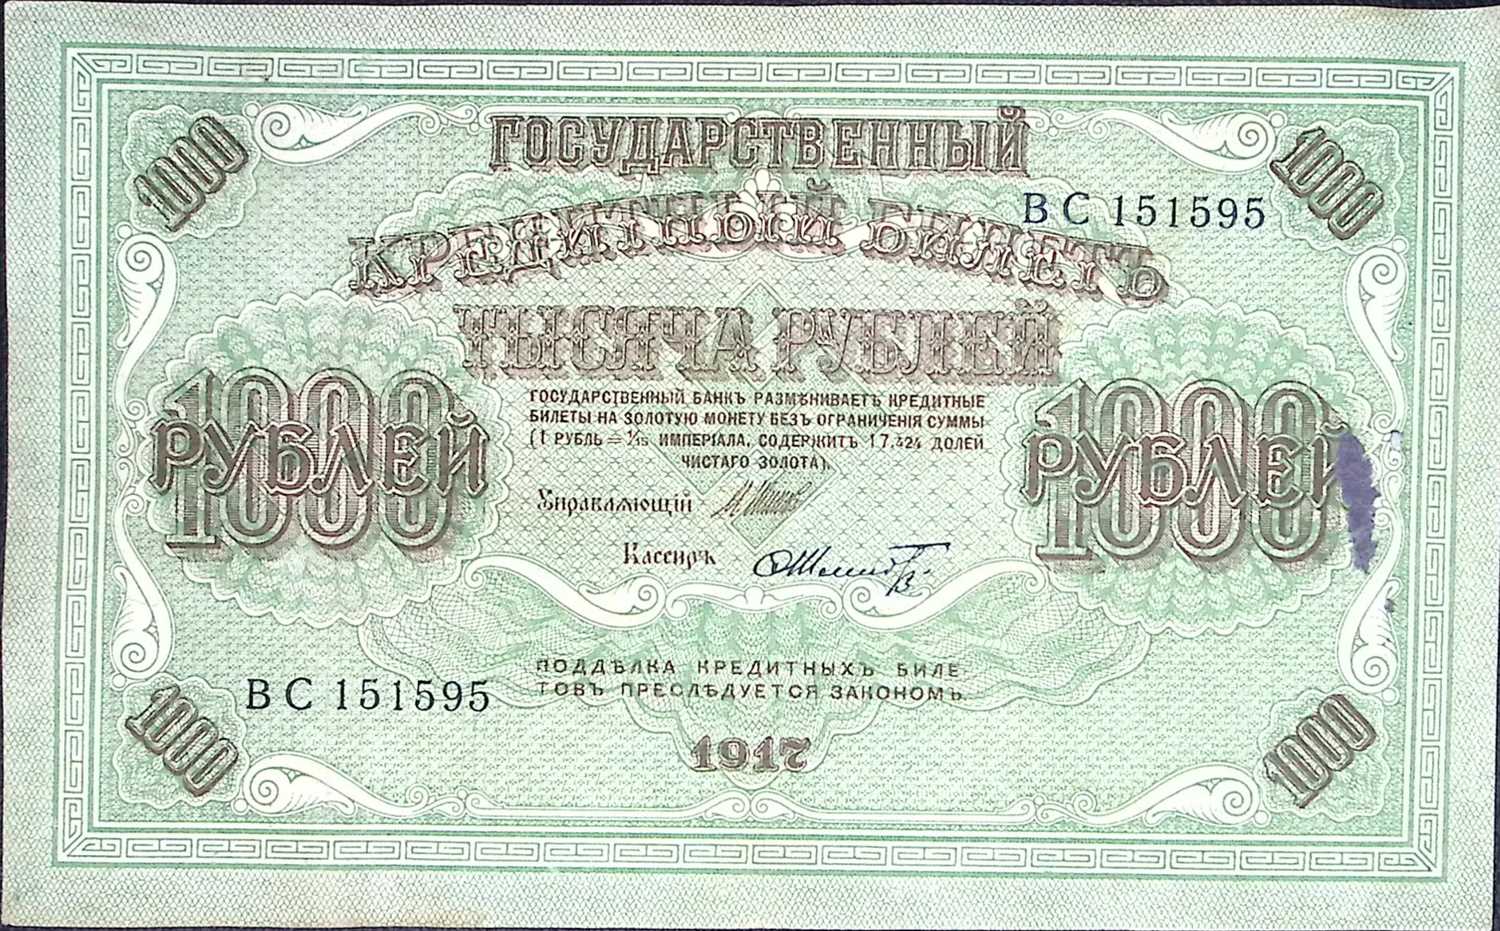 1000
1000
ГОСУДАРСТВЕННЫЙ
КРЕДИТНЫЙ БИЛЕТЪ
ВС 151595
ТЫСЯЧА РУБЛЕЙ
1000
РУБЛЕЙ
1000
РУБЛЕЙ
ГОСУДАРСТВЕННЫЙ БАНКЪ РАЗМѢНИВАЕТЪ КРЕДИТНЫЕ
БИЛЕТЫ НА ЗОЛОТУЮ МОНЕТУ БЕЗЪ ОГРАНИЧЕНІЯ СУММЫ
(1 РУБЛЬ = 1/15 ИМПЕРІАЛА, СОДЕРЖИТЪ 17.424 ДОЛЕЙ
ЧИСТАГО ЗОЛОТА).
Управляющій
Кассиръ
ПОДДѢЛКА КРЕДИТНЫХЪ БИЛЕ-
ТОВЪ ПРЕСЛѢДУЕТСЯ ЗАКОНОМЪ.
ВС 151595
1917
1000
1000